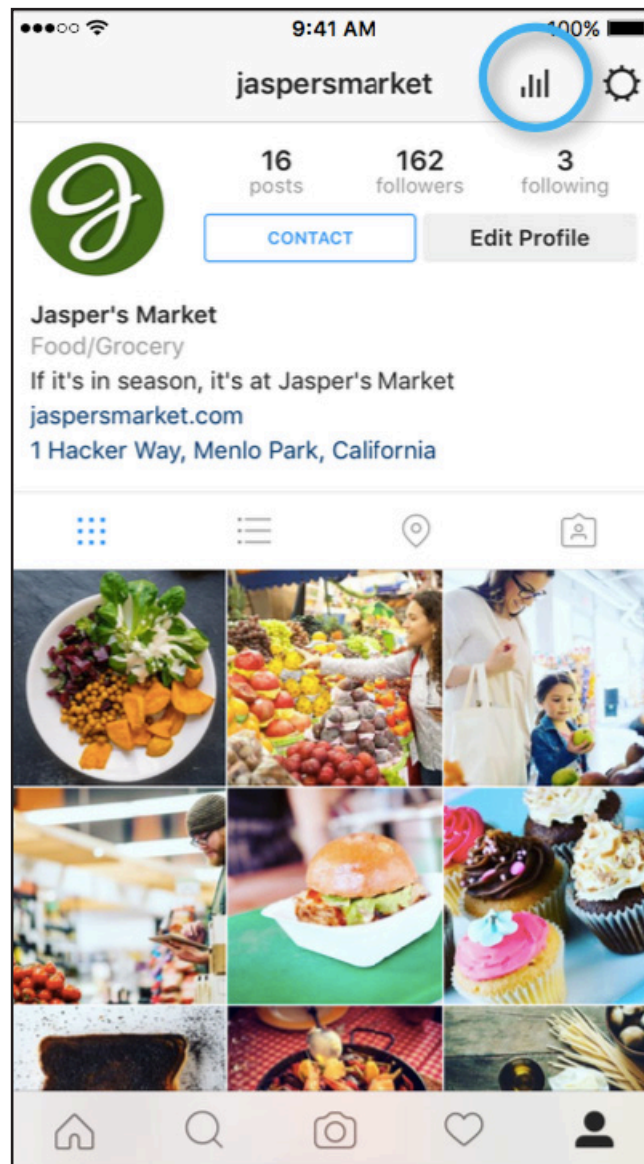 9:41 AM 100%
jaspersmarket
16 162 3
posts followers following
CONTACT Edit Profile
Jasper's Market
Food/Grocery
If it's in season, it's at Jasper's Market
jaspersmarket.com
1 Hacker Way, Menlo Park, California